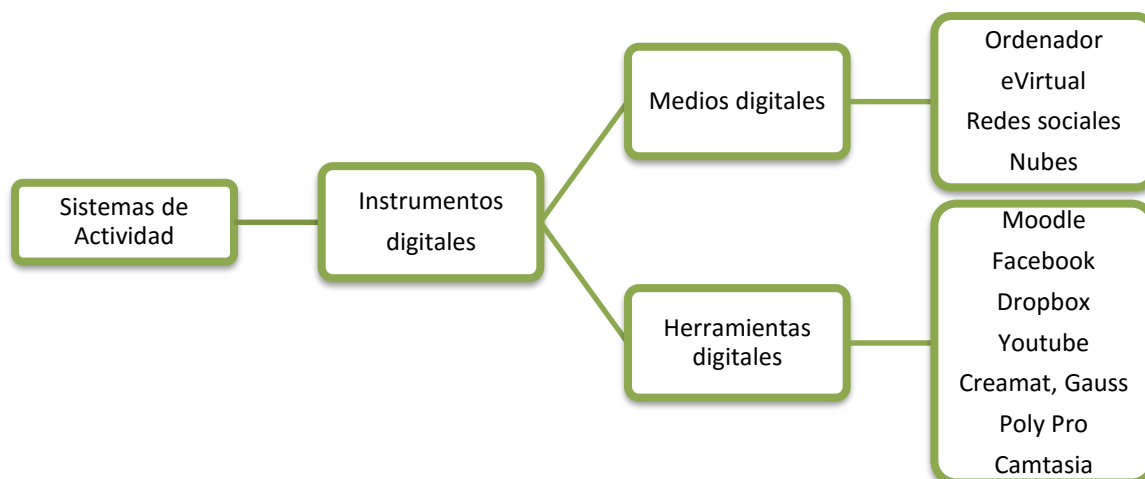 Sistemas de
Actividad
Instrumentos
digitales
Medios digitales
Ordenador
eVirtual
Redes sociales
Nubes
Herramientas
digitales
Moodle
Facebook
Dropbox
Youtube
Creamat, Gauss
Poly Pro
Camtasia